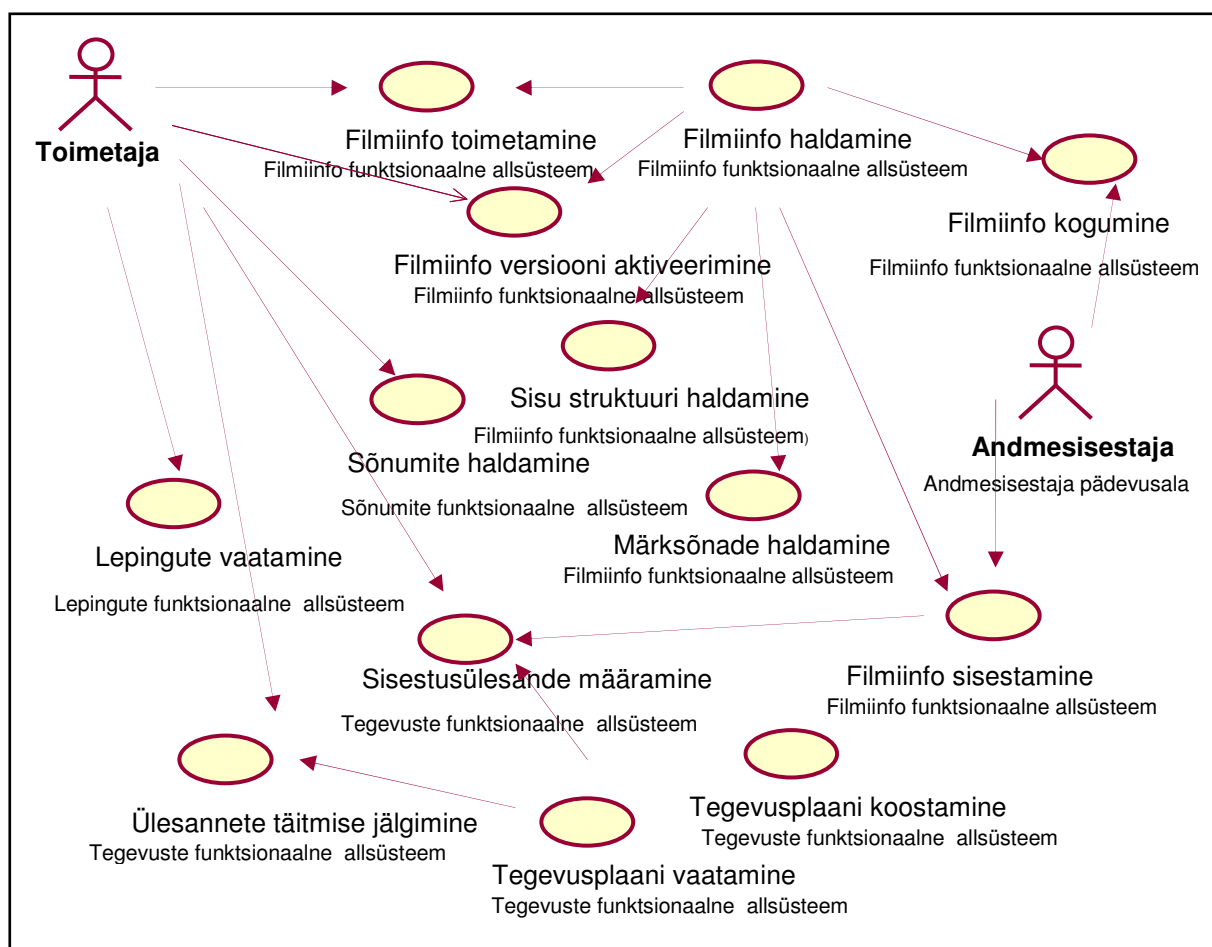 Toimetaja
Filmiinfo toimetamine
Filmiinfo funktsionaalne allsüsteem
Filmiinfo haldamine
Filmiinfo funktsionaalne allsüsteem
Filmiinfo kogumine
Filmiinfo funktsionaalne allsüsteem
Filmiinfo versiooni aktiveerimine
Filmiinfo funktsionaalne allsüsteem
Sisu struktuuri haldamine
Filmiinfo funktsionaalne allsüsteem)
Andmesisestaja
Andmesisestaja pädevusala
Sõnumite haldamine
Sõnumite funktsionaalne allsüsteem
Märksõnade haldamine
Filmiinfo funktsionaalne allsüsteem
Lepingute vaatamine
Lepingute funktsionaalne allsüsteem
Sisestusülesande määramine
Tegevuste funktsionaalne allsüsteem
Filmiinfo sisestamine
Filmiinfo funktsionaalne allsüsteem
Ülesannete täitmise jälgimine
Tegevuste funktsionaalne allsüsteem
Tegevusplaani koostamine
Tegevuste funktsionaalne allsüsteem
Tegevusplaani vaatamine
Tegevuste funktsionaalne allsüsteem